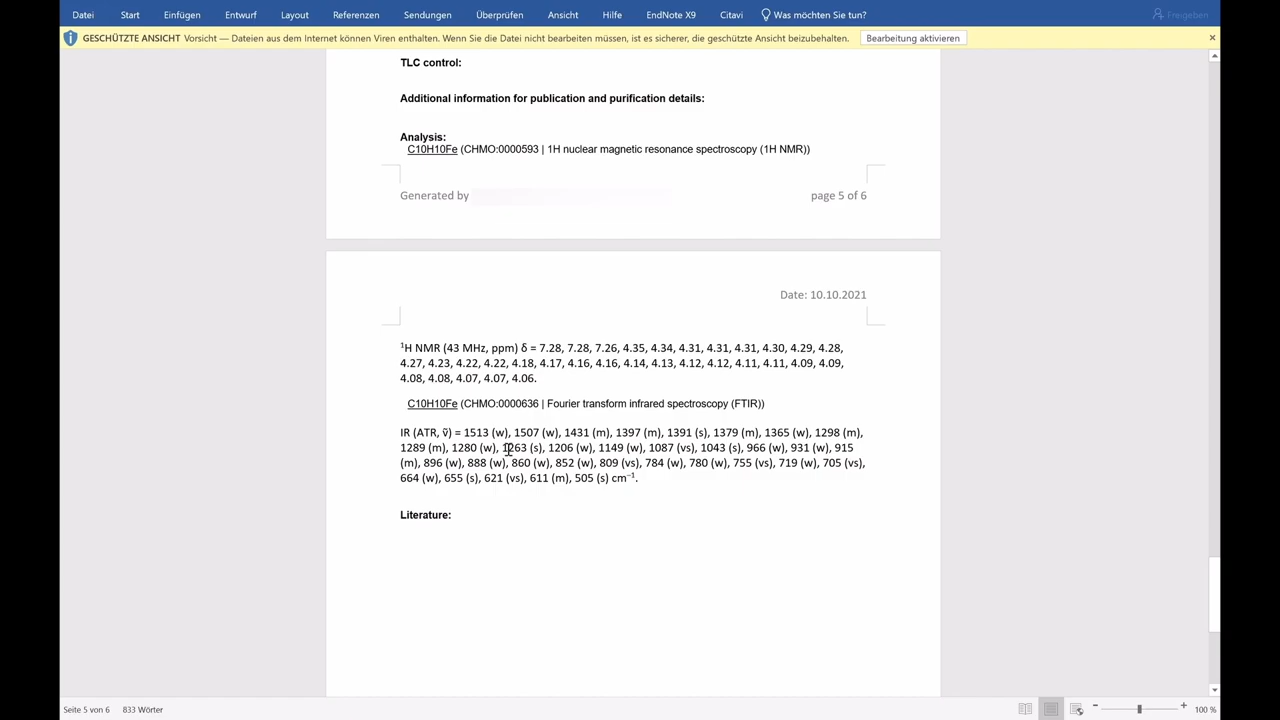 Datei Start Einfügen Entwurf Layout Referenzen Sendungen Überprüfen Ansicht Hilfe EndNote X9 Citavi Was möchten Sie tun? Freigeben
GESCHÜTZTE ANSICHT Vorsicht — Dateien aus dem Internet können Viren enthalten. Wenn Sie die Datei nicht bearbeiten müssen, ist es sicherer, die geschützte Ansicht beizubehalten. Bearbeitung aktivieren ×
TLC control:
Additional information for publication and purification details:
Analysis:
C10H10Fe (CHMO:0000593 | 1H nuclear magnetic resonance spectroscopy (1H NMR))
Generated by page 5 of 6
Date: 10.10.2021
¹H NMR (43 MHz, ppm) δ = 7.28, 7.28, 7.26, 4.35, 4.34, 4.31, 4.31, 4.31, 4.30, 4.29, 4.28,
4.27, 4.23, 4.22, 4.22, 4.18, 4.17, 4.16, 4.16, 4.14, 4.13, 4.12, 4.12, 4.11, 4.11, 4.09, 4.09,
4.08, 4.08, 4.07, 4.07, 4.06.
C10H10Fe (CHMO:0000636 | Fourier transform infrared spectroscopy (FTIR))
IR (ATR, ṽ) = 1513 (w), 1507 (w), 1431 (m), 1397 (m), 1391 (s), 1379 (m), 1365 (w), 1298 (m),
1289 (m), 1280 (w), 1263 (s), 1206 (w), 1149 (w), 1087 (vs), 1043 (s), 966 (w), 931 (w), 915
(m), 896 (w), 888 (w), 860 (w), 852 (w), 809 (vs), 784 (w), 780 (w), 755 (vs), 719 (w), 705 (vs),
664 (w), 655 (s), 621 (vs), 611 (m), 505 (s) cm⁻¹.
Literature:
Seite 5 von 6 833 Wörter 100 %